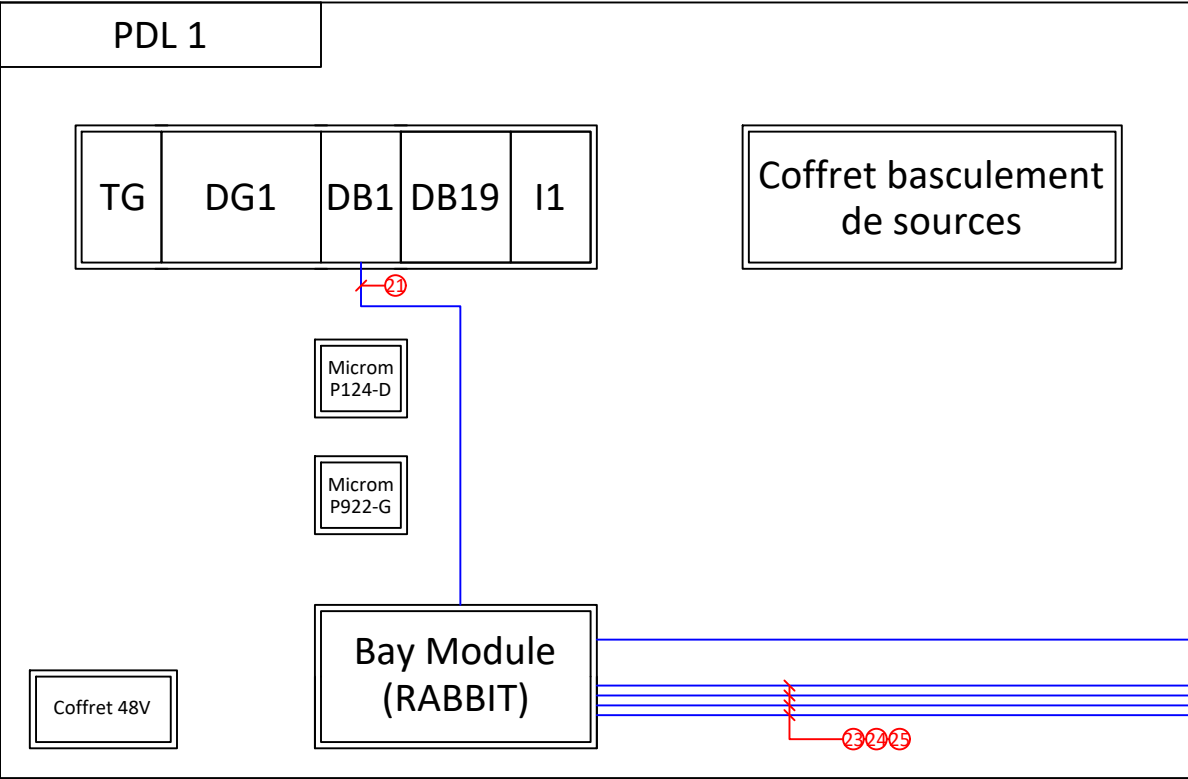 PDL 1
TG DG1 DB1 DB19 I1
Coffret basculement
de sources
21
Microm
P124-D
Microm
P922-G
Bay Module
(RABBIT)
Coffret 48V
23 24 25